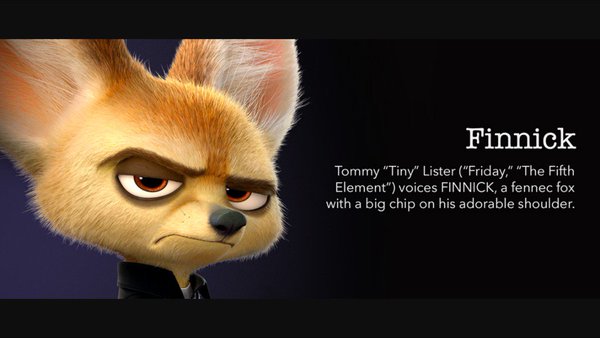 Finnick
Tommy “Tiny” Lister (“Friday,” “The Fifth
Element”) voices FINNICK, a fennec fox
with a big chip on his adorable shoulder.